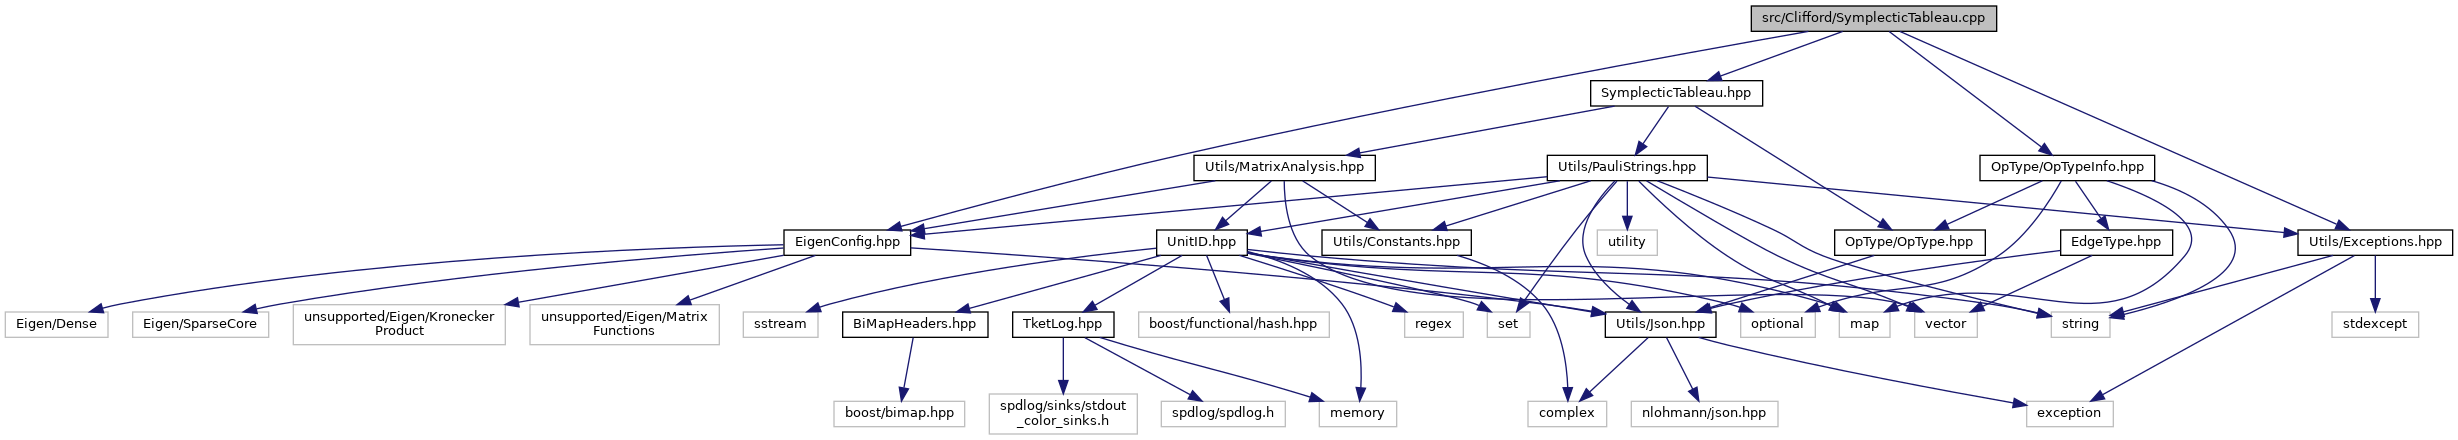 src/Clifford/SymplecticTableau.cpp
SymplecticTableau.hpp
Utils/MatrixAnalysis.hpp
Utils/PauliStrings.hpp
OpType/OpTypeInfo.hpp
EigenConfig.hpp
UnitID.hpp
Utils/Constants.hpp
utility
OpType/OpType.hpp
EdgeType.hpp
Utils/Exceptions.hpp
Eigen/Dense
Eigen/SparseCore
unsupported/Eigen/Kronecker
Product
unsupported/Eigen/Matrix
Functions
sstream
BiMapHeaders.hpp
TketLog.hpp
boost/functional/hash.hpp
regex
set
Utils/Json.hpp
optional
map
vector
string
stdexcept
boost/bimap.hpp
spdlog/sinks/stdout
_color_sinks.h
spdlog/spdlog.h
memory
complex
nlohmann/json.hpp
exception